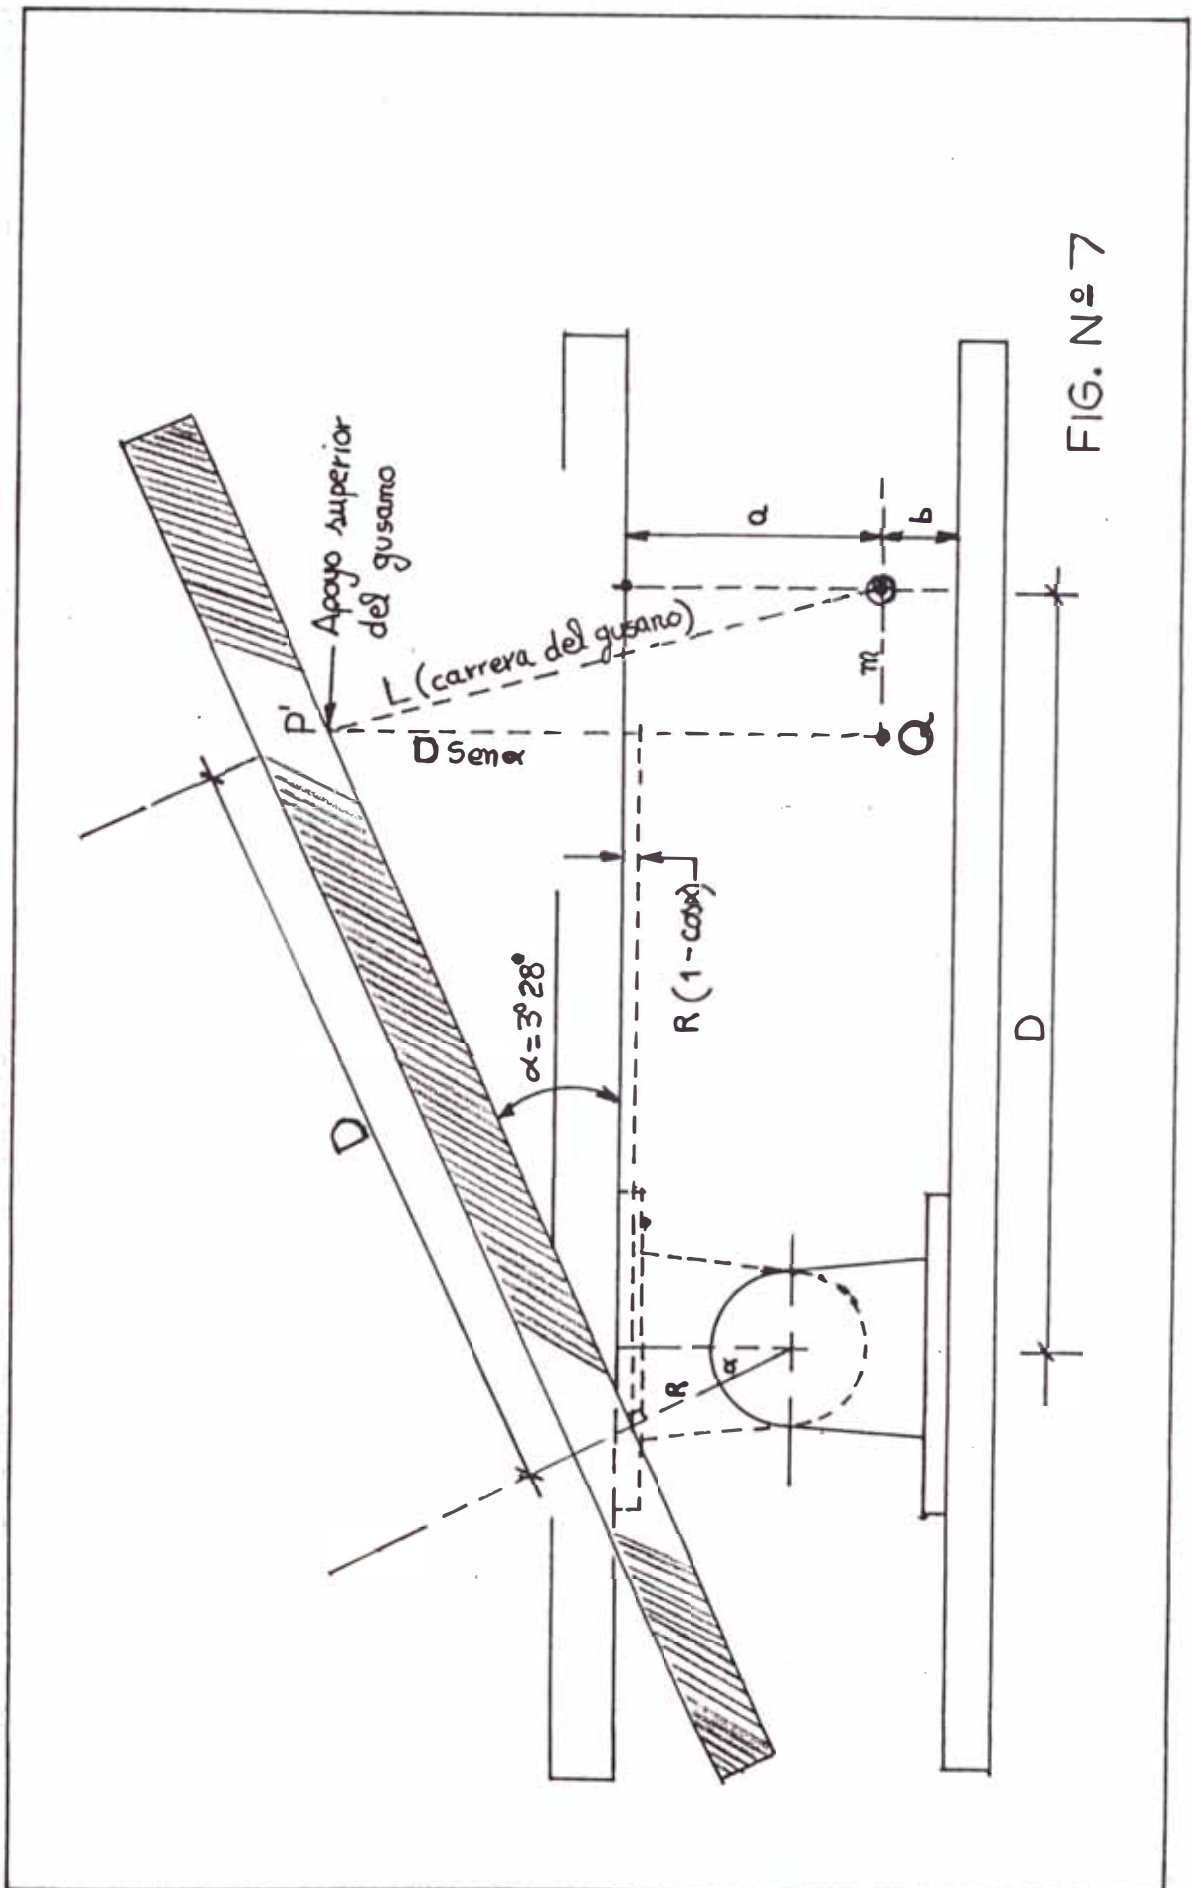 D
P'
Apoyo superior
del gusano
L (carrera del gusano)
D Senα
α=3°28°
R (1-cosα)
a
b
m
Q
R
α
D
FIG. Nº 7